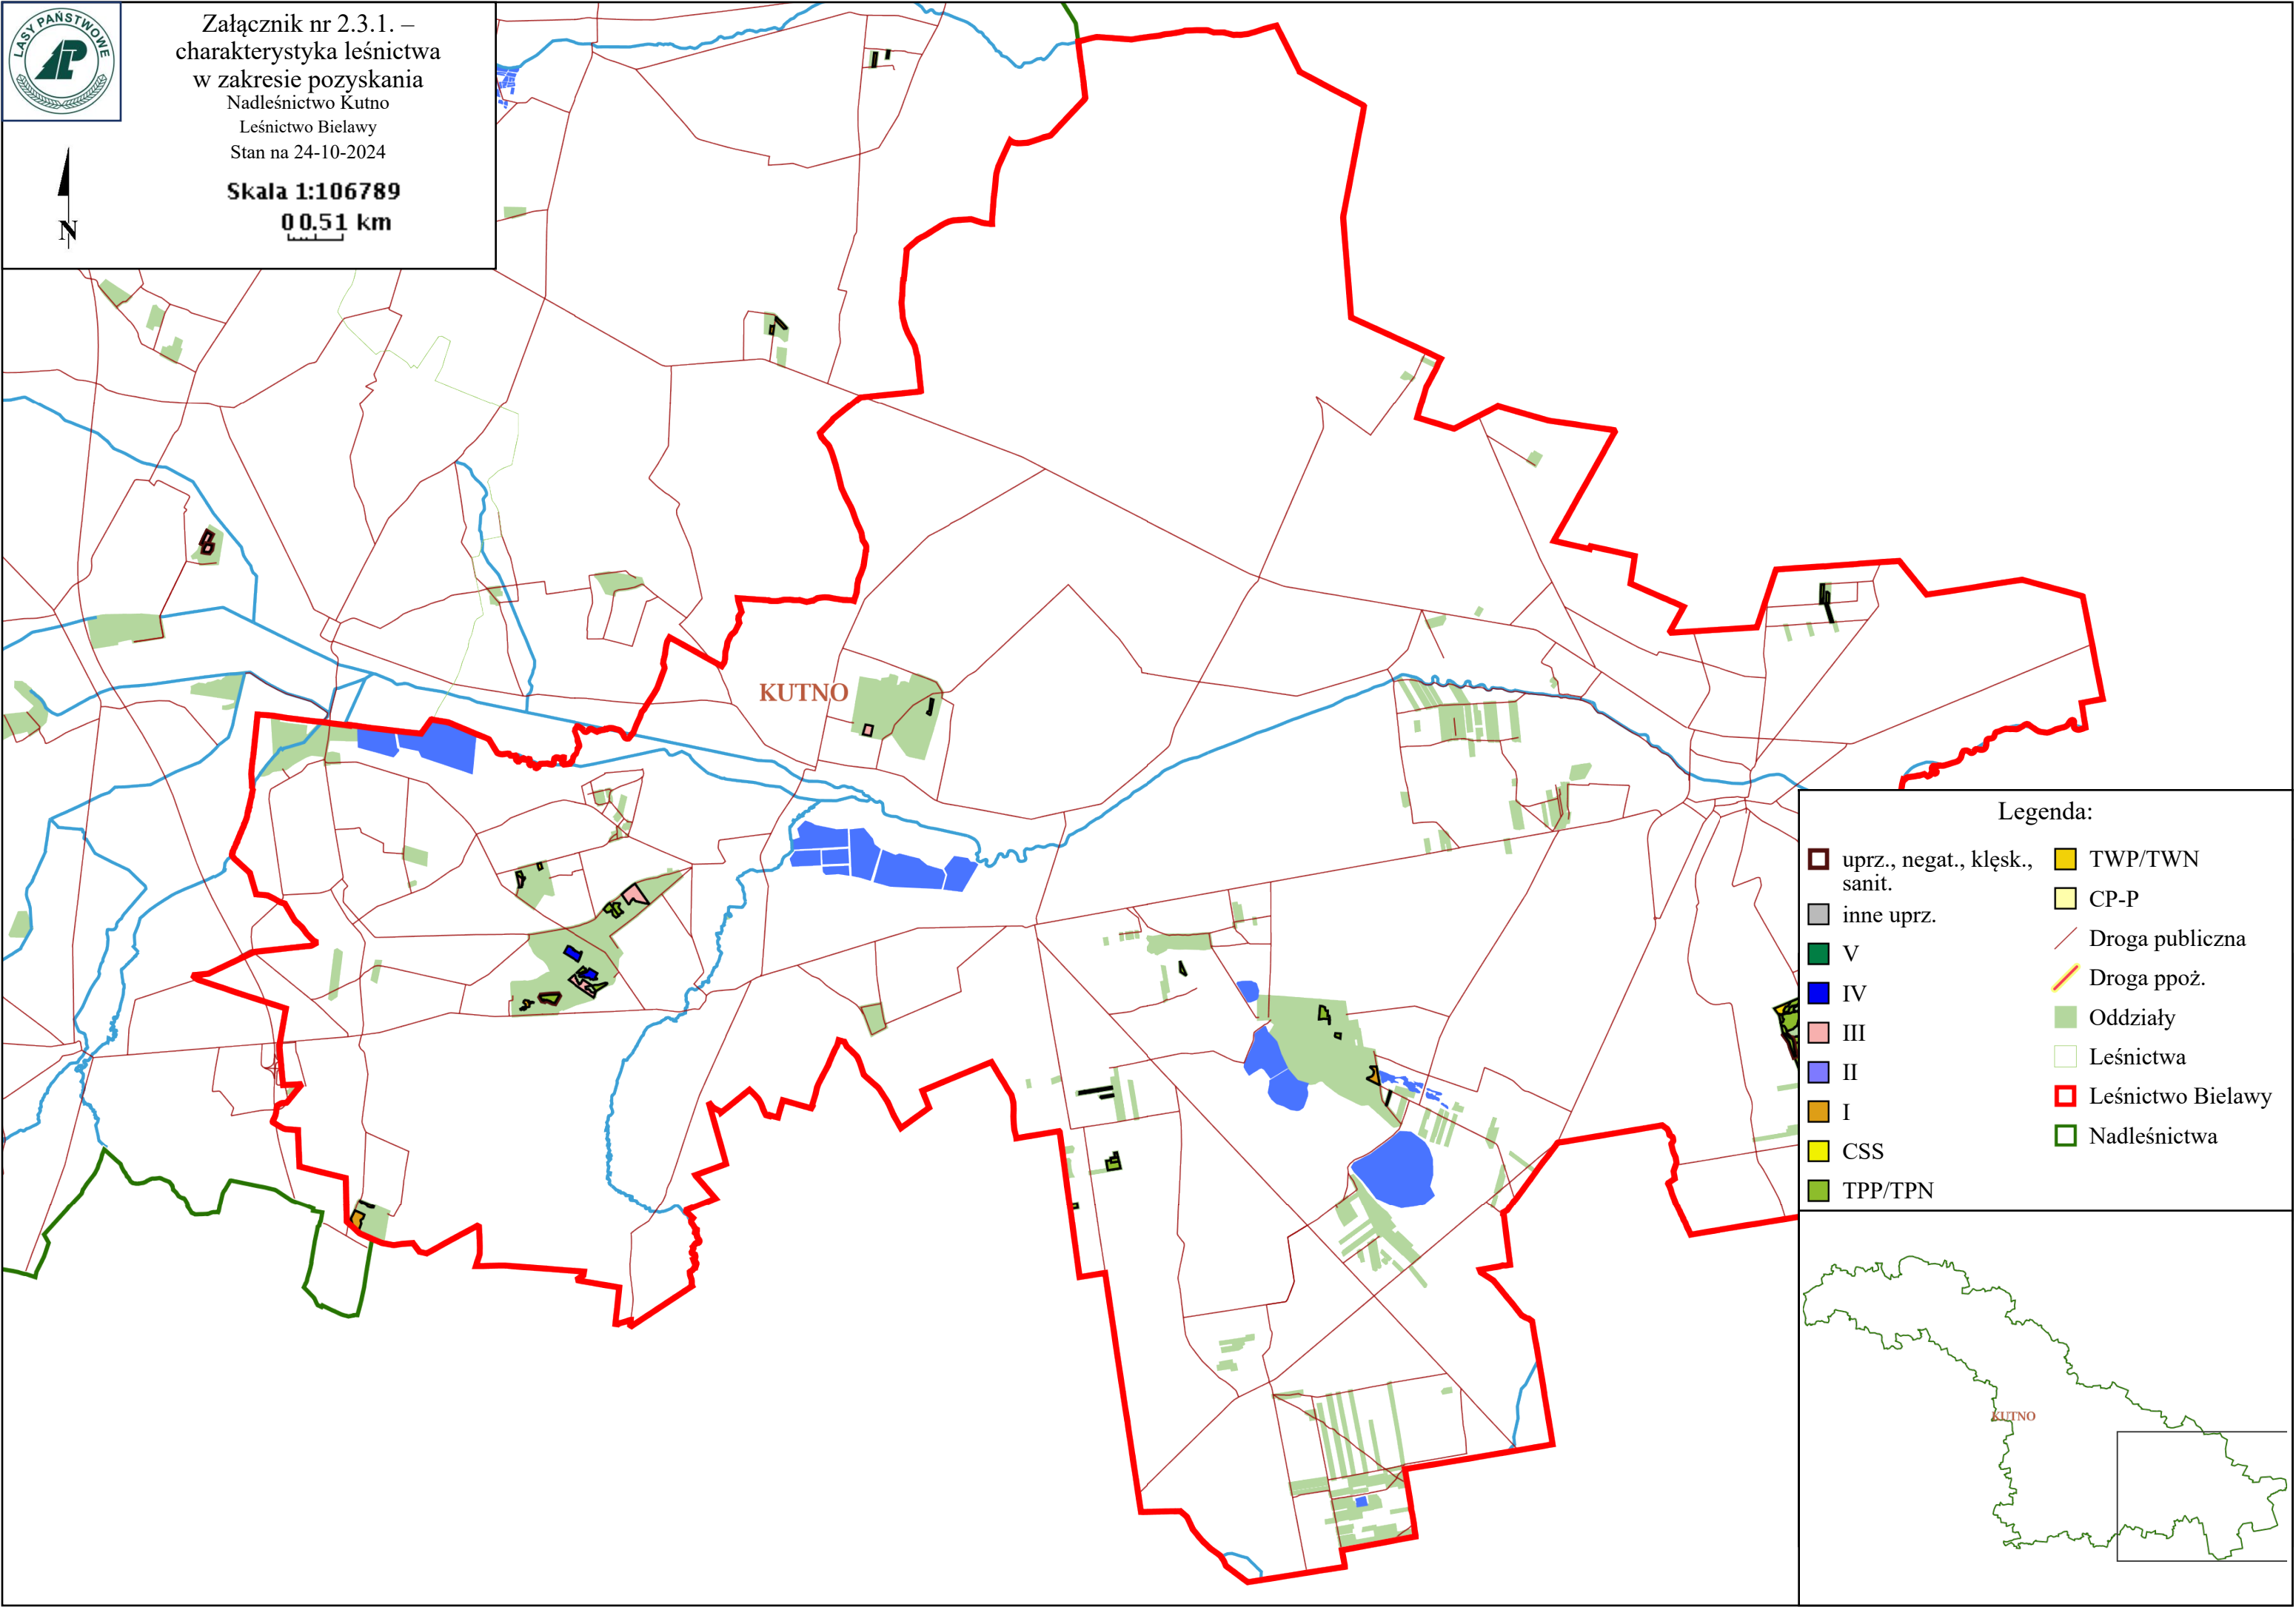 LASY PAŃSTWOWE
Załącznik nr 2.3.1. –
charakterystyka leśnictwa
w zakresie pozyskania
Nadleśnictwo Kutno
Leśnictwo Bielawy
Stan na 24-10-2024
Skala 1:106789
0 0.51 km
N
KUTNO
Legenda:
uprz., negat., klęsk.,
sanit.
inne uprz.
V
IV
III
II
I
CSS
TPP/TPN
TWP/TWN
CP-P
Droga publiczna
Droga ppoż.
Oddziały
Leśnictwa
Leśnictwo Bielawy
Nadleśnictwa
KUTNO